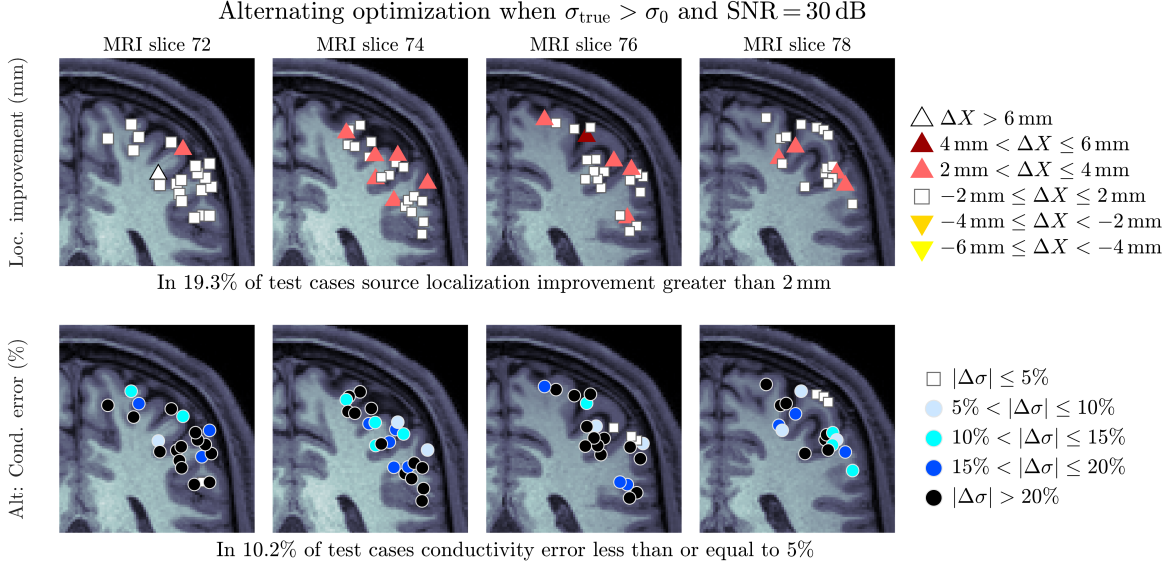 Alternating optimization when σtrue > σ0 and SNR = 30 dB
MRI slice 72
MRI slice 74
MRI slice 76
MRI slice 78
Loc. improvement (mm)
ΔX > 6 mm
4 mm < ΔX ≤ 6 mm
2 mm < ΔX ≤ 4 mm
−2 mm ≤ ΔX ≤ 2 mm
−4 mm ≤ ΔX < −2 mm
−6 mm ≤ ΔX < −4 mm
In 19.3% of test cases source localization improvement greater than 2 mm
Alt: Cond. error (%)
|Δσ| ≤ 5%
5% < |Δσ| ≤ 10%
10% < |Δσ| ≤ 15%
15% < |Δσ| ≤ 20%
|Δσ| > 20%
In 10.2% of test cases conductivity error less than or equal to 5%